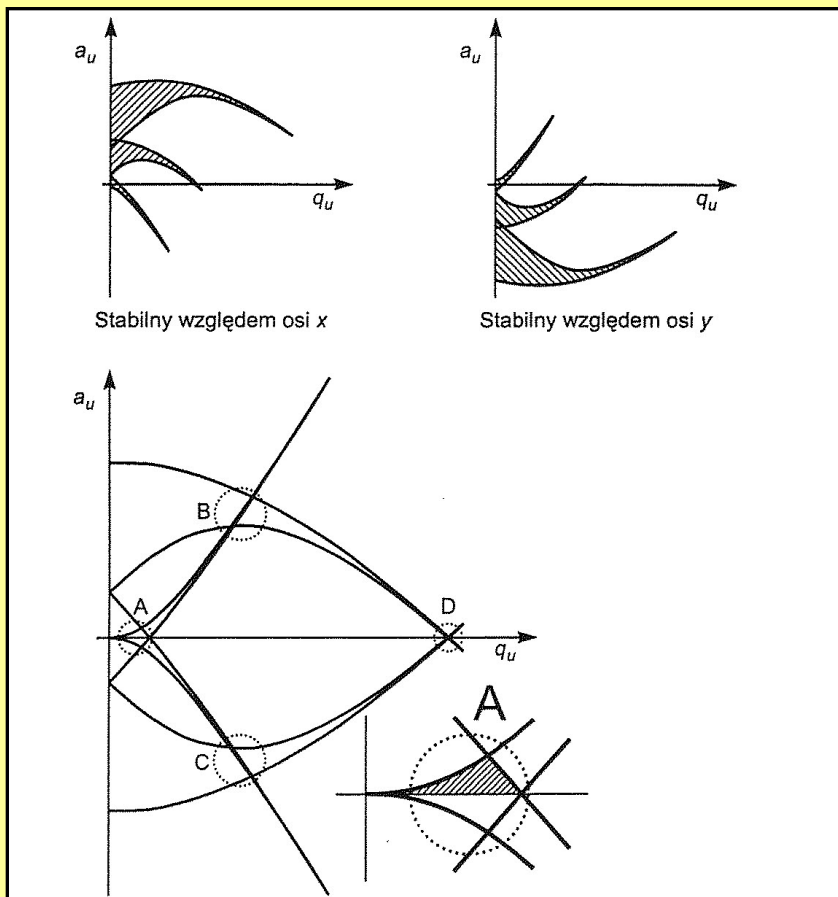 a_u
q_u
Stabilny względem osi x
a_u
q_u
Stabilny względem osi y
a_u
B
A
D
q_u
C
A